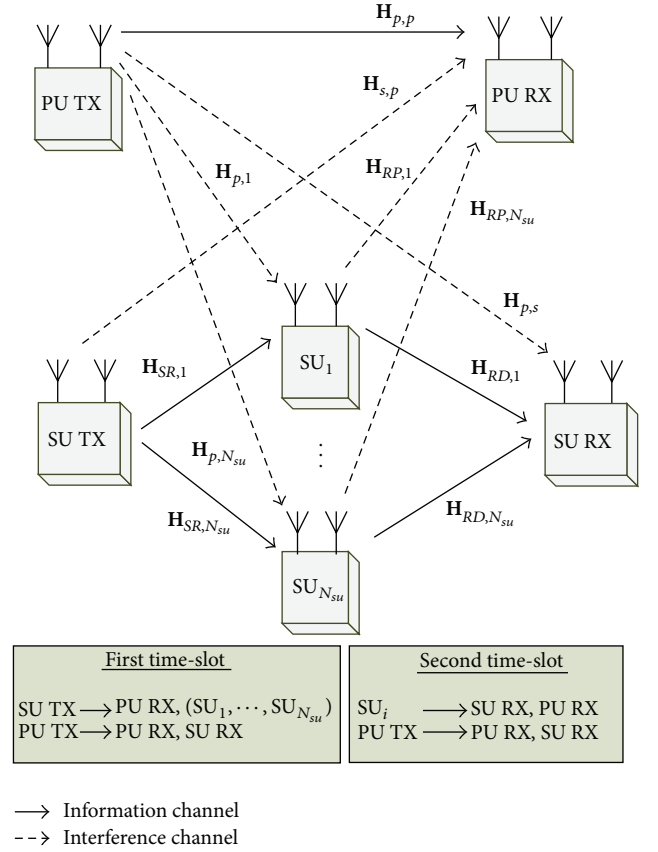 H_{p,p}
PU TX
PU RX
H_{s,p}
H_{p,1}
H_{RP,1}
H_{RP,N_{su}}
H_{p,s}
SU_1
H_{SR,1}
H_{RD,1}
SU TX
SU RX
H_{p,N_{su}}
⋮
H_{SR,N_{su}}
H_{RD,N_{su}}
SU_{N_{su}}
First time-slot
SU TX → PU RX, (SU_1, ⋯, SU_{N_{su}})
PU TX → PU RX, SU RX
Second time-slot
SU_i → SU RX, PU RX
PU TX → PU RX, SU RX
Information channel
Interference channel